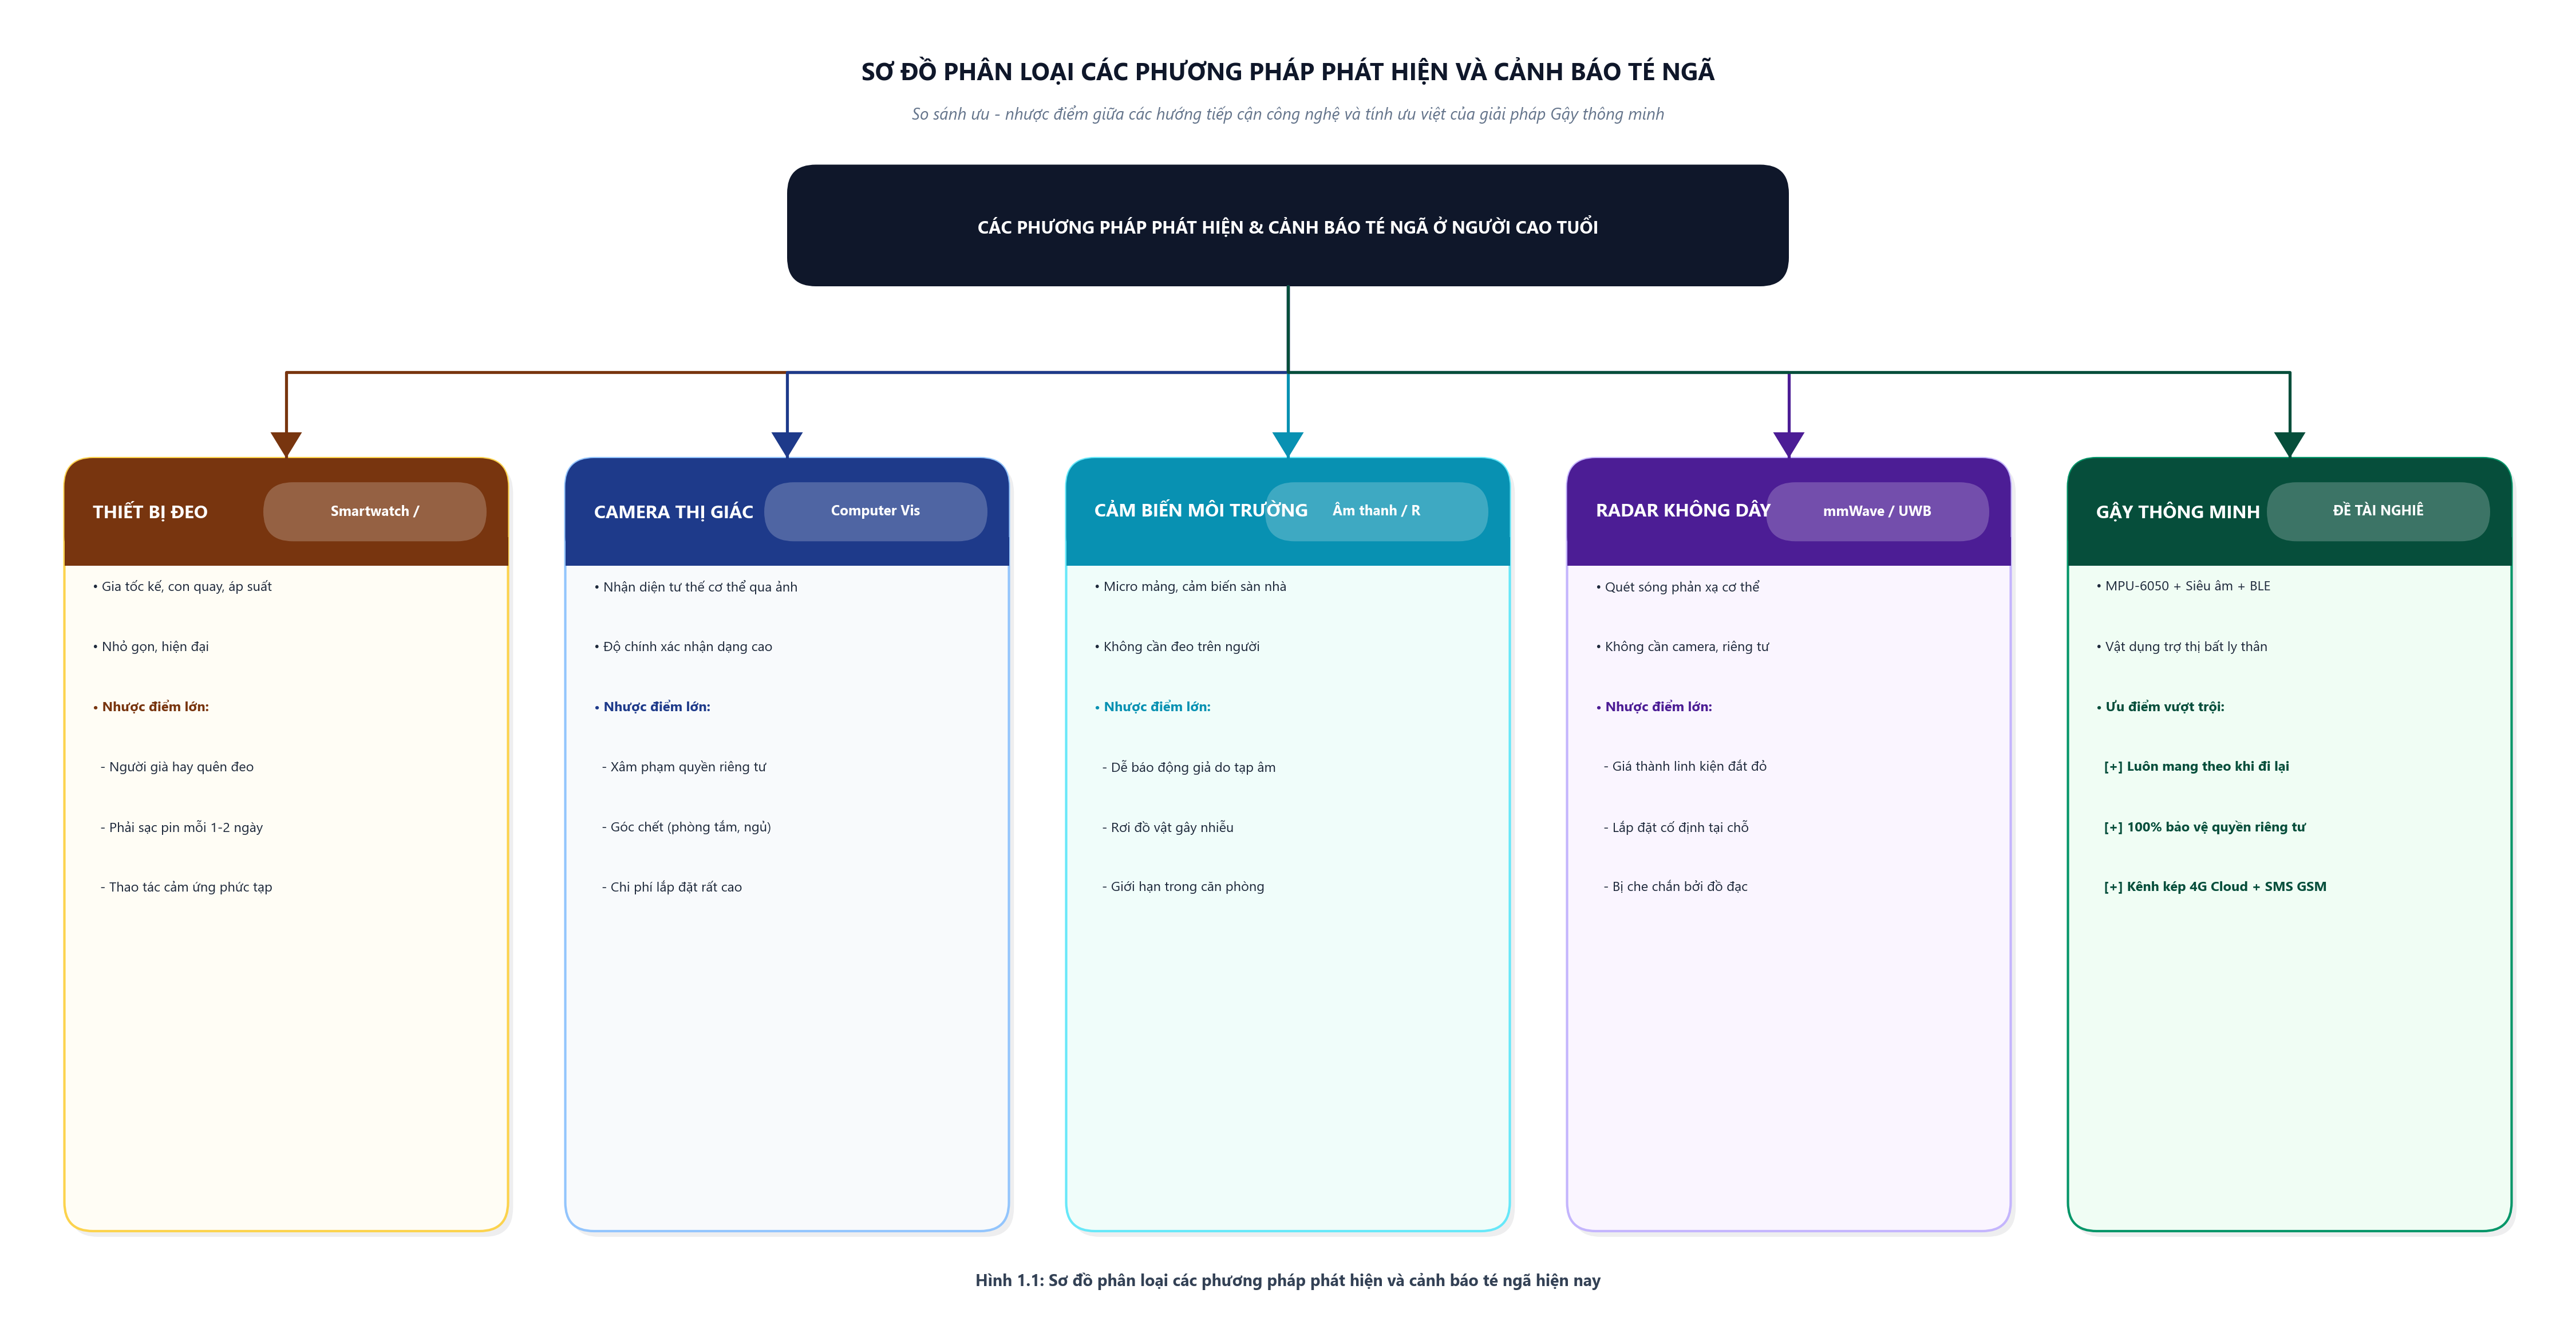 SƠ ĐỒ PHÂN LOẠI CÁC PHƯƠNG PHÁP PHÁT HIỆN VÀ CẢNH BÁO TÉ NGÃ
So sánh ưu - nhược điểm giữa các hướng tiếp cận công nghệ và tính ưu việt của giải pháp Gậy thông minh
CÁC PHƯƠNG PHÁP PHÁT HIỆN & CẢNH BÁO TÉ NGÃ Ở NGƯỜI CAO TUỔI
THIẾT BỊ ĐEO
Smartwatch /
• Gia tốc kế, con quay, áp suất
• Nhỏ gọn, hiện đại
• Nhược điểm lớn:
- Người già hay quên đeo
- Phải sạc pin mỗi 1-2 ngày
- Thao tác cảm ứng phức tạp
CAMERA THỊ GIÁC
Computer Vis
• Nhận diện tư thế cơ thể qua ảnh
• Độ chính xác nhận dạng cao
• Nhược điểm lớn:
- Xâm phạm quyền riêng tư
- Góc chết (phòng tắm, ngủ)
- Chi phí lắp đặt rất cao
CẢM BIẾN MÔI TRƯỜNG
Âm thanh / R
• Micro mảng, cảm biến sàn nhà
• Không cần đeo trên người
• Nhược điểm lớn:
- Dễ báo động giả do tạp âm
- Rơi đồ vật gây nhiễu
- Giới hạn trong căn phòng
RADAR KHÔNG DÂY
mmWave / UWB
• Quét sóng phản xạ cơ thể
• Không cần camera, riêng tư
• Nhược điểm lớn:
- Giá thành linh kiện đắt đỏ
- Lắp đặt cố định tại chỗ
- Bị che chắn bởi đồ đạc
GẬY THÔNG MINH
ĐỀ TÀI NGHIÊ
• MPU-6050 + Siêu âm + BLE
• Vật dụng trợ thị bất ly thân
• Ưu điểm vượt trội:
[+] Luôn mang theo khi đi lại
[+] 100% bảo vệ quyền riêng tư
[+] Kênh kép 4G Cloud + SMS GSM
Hình 1.1: Sơ đồ phân loại các phương pháp phát hiện và cảnh báo té ngã hiện nay